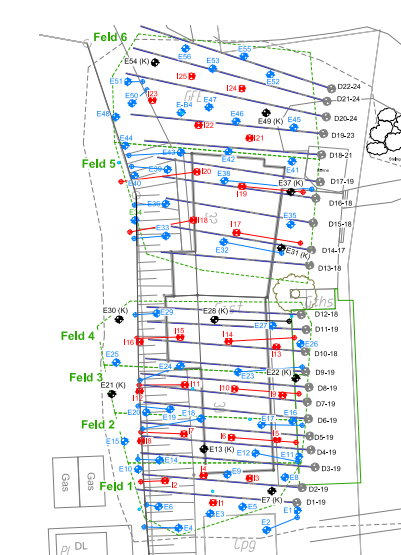 Feld 6
E56
E55
E54 (K)
E53
I25
E52
E51
I24
D22-24
I23
D21-24
E50
E-B4
E47
E49 (K)
E48
E46
D20-24
I22
E45
D19-23
I21
E44
E43
E42
D18-21
Feld 5
E41
I20
E40
E38
E37 (K)
D17-19
I19
D16-18
I18
E35
D15-18
E33
I17
E32
E31 (K)
D14-17
D13-18
E30 (K)
E29
E28 (K)
D12-18
E27
D11-19
Feld 4
I16
I15
I14
I13
E26
D10-18
E25
E24
E23
E22 (K)
D9-19
Feld 3
E21 (K)
I12
I11
I10
I9
D8-19
D7-19
E20
E19
E18
E17
E16
D6-19
Feld 2
E15
I8
I7
I6
I5
D5-19
E13 (K)
E12
E11
D4-19
E14
D3-19
E10
Feld 1
I4
E9
I3
E8
I2
E7 (K)
D2-19
Gas
Gas
E6
I1
E5
E1
D1-19
E3
E4
E2
pj DL